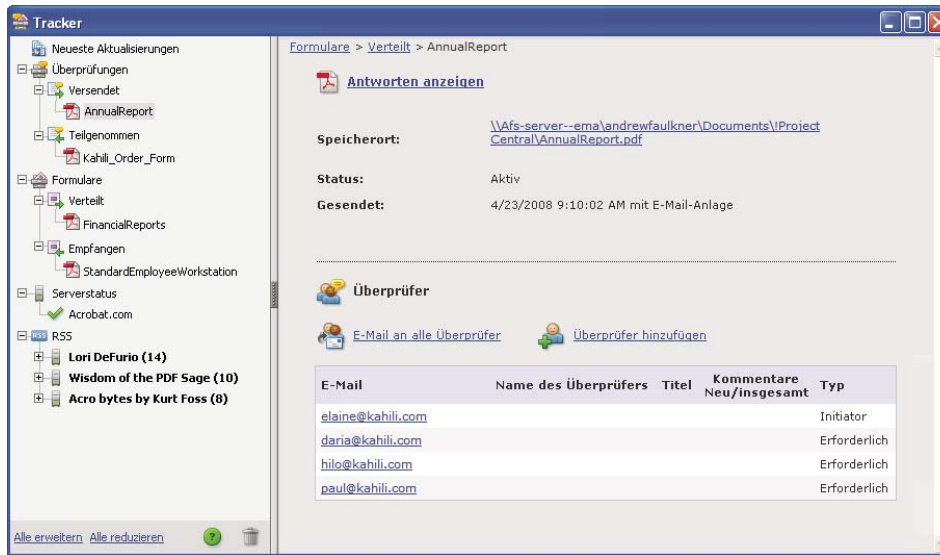 Tracker
Neueste Aktualisierungen
Überprüfungen
Versendet
AnnualReport
Teilgenommen
Kahili_Order_Form
Formulare
Verteilt
FinancialReports
Empfangen
StandardEmployeeWorkstation
Serverstatus
Acrobat.com
RSS RSS
Lori DeFurio (14)
Wisdom of the PDF Sage (10)
Acro bytes by Kurt Foss (8)
Alle erweitern Alle reduzieren
Formulare > Verteilt > AnnualReport
Antworten anzeigen
Speicherort: \\Afs-server--ema\andrewfaulkner\Documents\!Project
Central\AnnualReport.pdf
Status: Aktiv
Gesendet: 4/23/2008 9:10:02 AM mit E-Mail-Anlage
Überprüfer
E-Mail an alle Überprüfer Überprüfer hinzufügen
E-Mail Name des Überprüfers Titel Kommentare Neu/insgesamt Typ
elaine@kahili.com Initiator
daria@kahili.com Erforderlich
hilo@kahili.com Erforderlich
paul@kahili.com Erforderlich